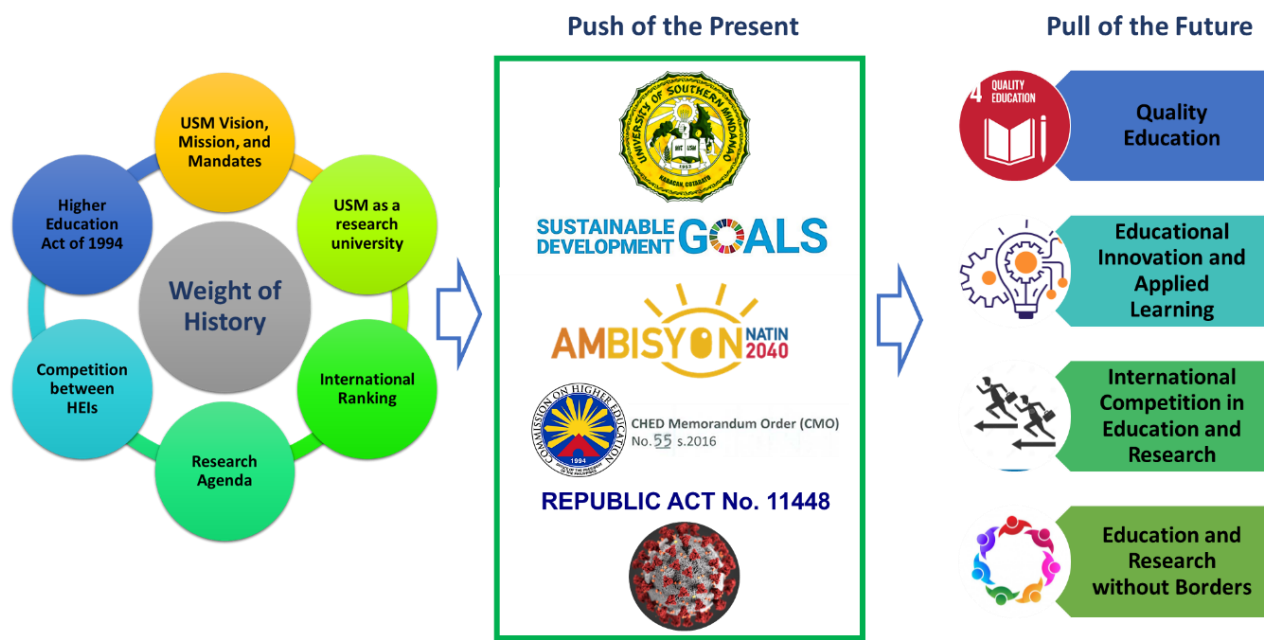 Push of the Present
Pull of the Future
USM Vision,
Mission, and
Mandates
USM as a
research
university
International
Ranking
Research
Agenda
Competition
between
HEIs
Higher
Education
Act of 1994
Weight of
History
UNIVERSITY OF SOUTHERN MINDANAO
KABACAN, COTABATO
SUSTAINABLE
DEVELOPMENT
GOALS
AMBISYON
NATIN
2040
COMMISSION ON HIGHER EDUCATION
1994
CHED Memorandum Order (CMO)
No. 55 s.2016
REPUBLIC ACT No. 11448
4 QUALITY
EDUCATION
Quality
Education
Educational
Innovation and
Applied
Learning
International
Competition in
Education and
Research
Education and
Research
without Borders